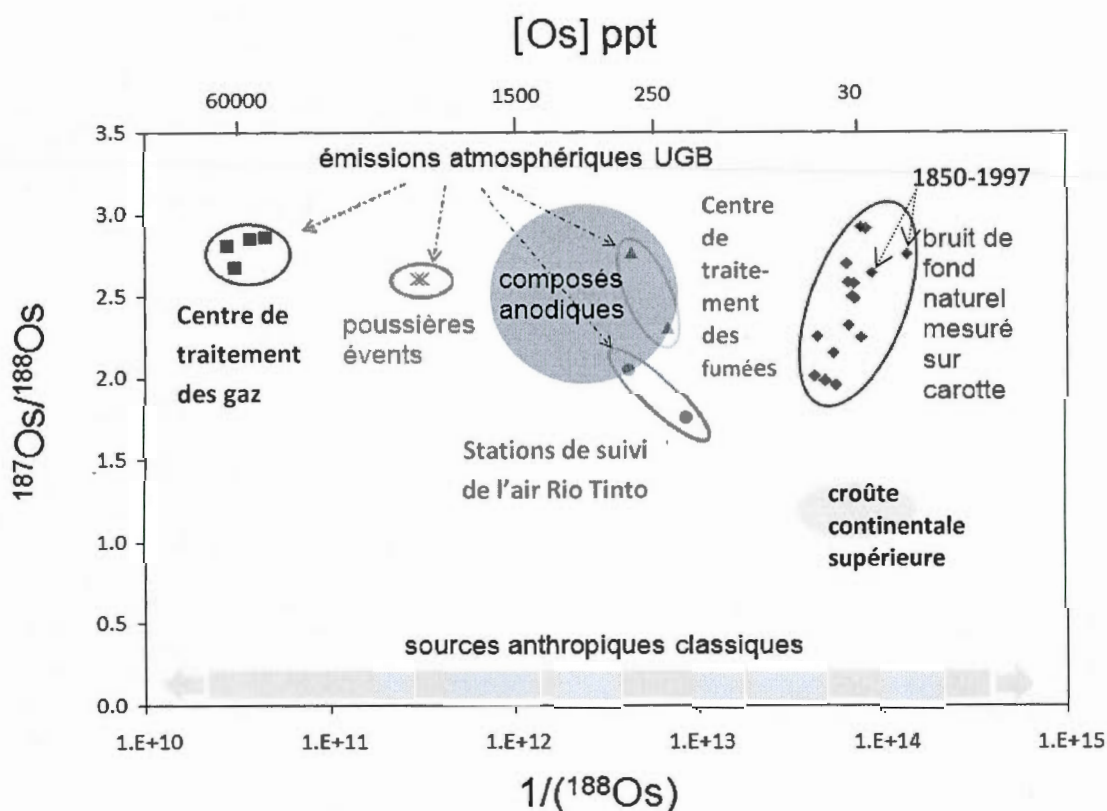 [Os] ppt
60000 1500 250 30
3.5
émissions atmosphériques UGB
1850-1997
3.0
Centre
de
traite-
ment
des
fumées
bruit de
fond
naturel
mesuré
sur
carotte
composés
anodiques
2.5
Centre de
traitement
des gaz
poussières
évents
2.0
187Os/188Os
Stations de suivi
de l'air Rio Tinto
1.5
croûte
continentale
supérieure
1.0
0.5
sources anthropiques classiques
0.0
1.E+10 1.E+11 1.E+12 1.E+13 1.E+14 1.E+15
1/(188Os)